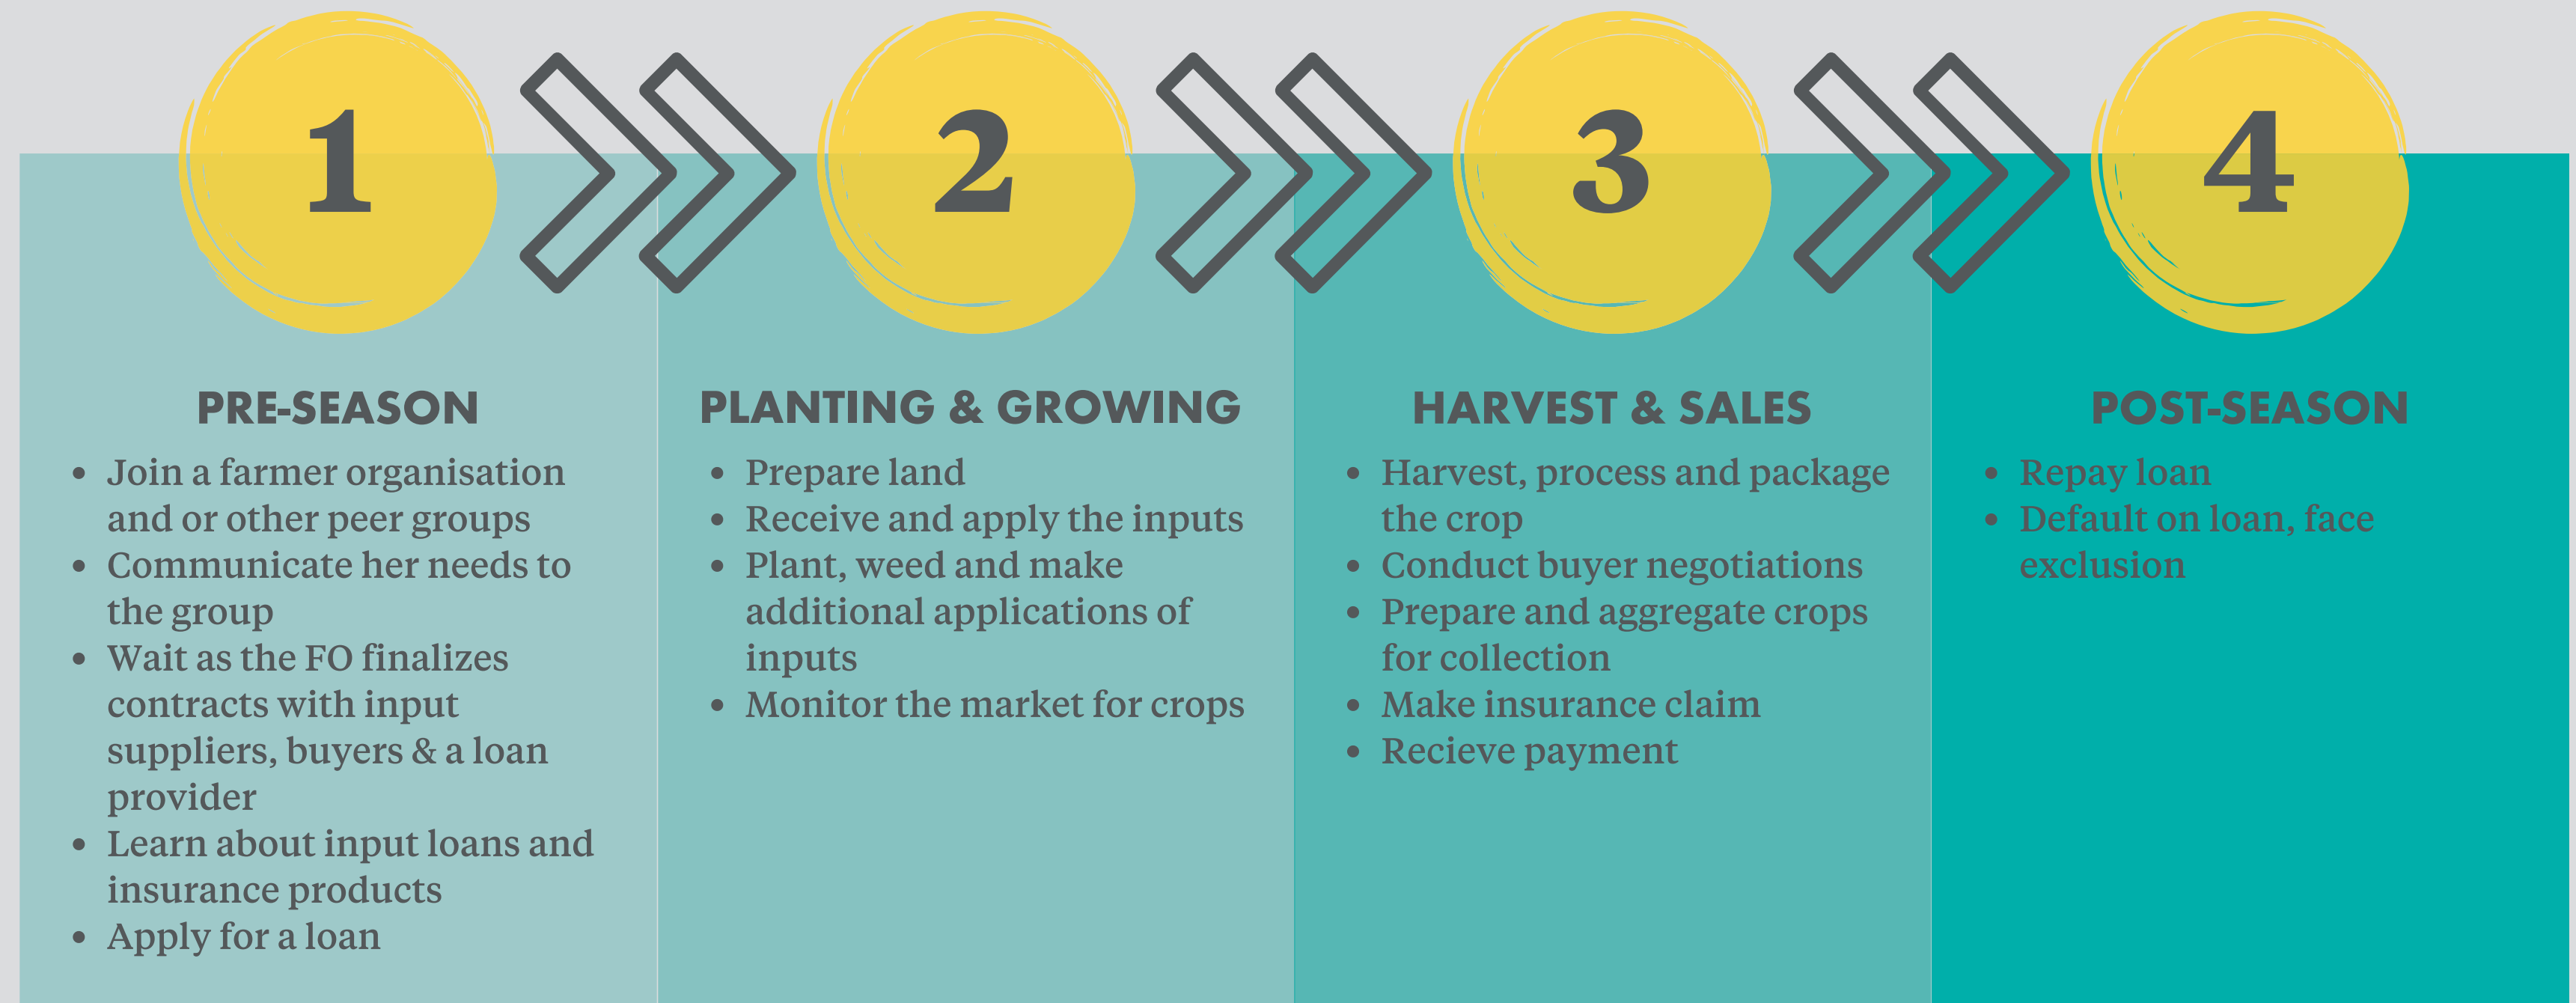 1
PRE-SEASON
• Join a farmer organisation
and or other peer groups
• Communicate her needs to
the group
• Wait as the FO finalizes
contracts with input
suppliers, buyers & a loan
provider
• Learn about input loans and
insurance products
• Apply for a loan
2
PLANTING & GROWING
• Prepare land
• Receive and apply the inputs
• Plant, weed and make
additional applications of
inputs
• Monitor the market for crops
3
HARVEST & SALES
• Harvest, process and package
the crop
• Conduct buyer negotiations
• Prepare and aggregate crops
for collection
• Make insurance claim
• Recieve payment
4
POST-SEASON
• Repay loan
• Default on loan, face
exclusion